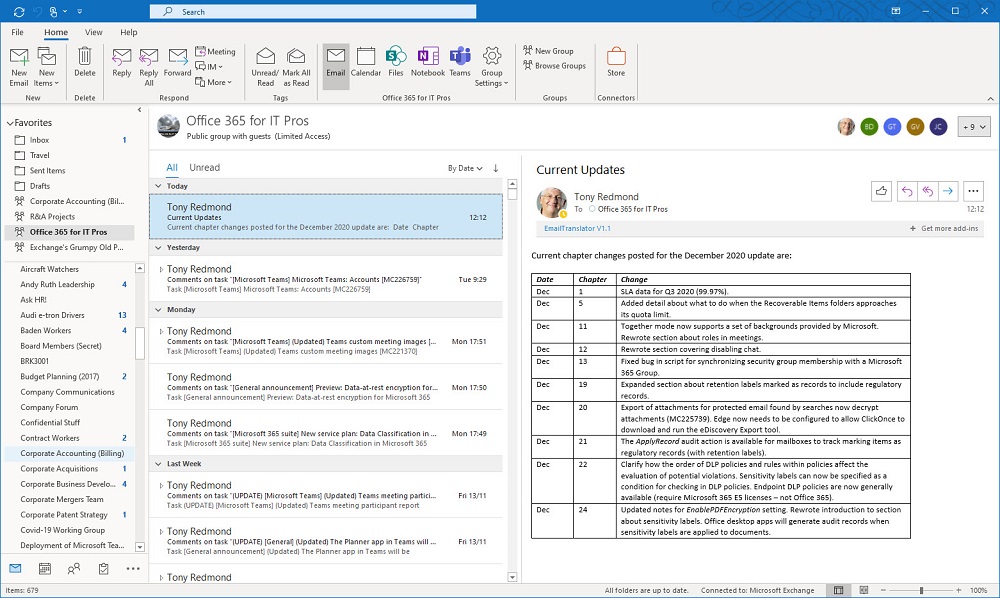 Search
File Home View Help
New Email
New Items
Delete
Reply
Reply All
Forward
Meeting
IM
More
Unread/ Read
Mark All as Read
Email
Calendar
Files
Notebook
Teams
Group Settings
New Group
Browse Groups
Store
New
Delete
Respond
Tags
Office 365 for IT Pros
Groups
Connectors
Favorites
Inbox 1
Travel
Sent Items
Drafts
Corporate Accounting (Bil...
R&A Projects
Office 365 for IT Pros
Exchange's Grumpy Old P...
Aircraft Watchers
Andy Ruth Leadership 4
Ask HR!
Audi e-tron Drivers 13
Baden Workers 4
Board Members (Secret)
BRK3001
Budget Planning (2017) 2
Company Communications
Company Forum
Confidential Stuff
Contract Workers 2
Corporate Accounting (Billing)
Corporate Acquisitions 1
Corporate Business Develo... 4
Corporate Mergers Team
Corporate Patent Strategy 1
Covid-19 Working Group
Deployment of Microsoft Tea...
Office 365 for IT Pros
Public group with guests (Limited Access)
BD GT GV JC +9
All Unread By Date
Today
Tony Redmond
Current Updates 12:12
Current chapter changes posted for the December 2020 update are: Date Chapter
Yesterday
Tony Redmond
Comments on task "[Microsoft Teams] Microsoft Teams: Accounts [MC226759]" Tue 9:29
Task [Microsoft Teams] Microsoft Teams: Accounts [MC226759[
Monday
Tony Redmond
Comments on task "[Microsoft Teams] (Updated) Teams custom meeting images [... Mon 17:51
Task [Microsoft Teams] (Updated) Teams custom meeting images [MC221370]
Tony Redmond
Comments on task "[General announcement] Preview: Data-at-rest encryption for... Mon 17:50
Task [General announcement] Preview: Data-at-rest encryption for Microsoft 365
Tony Redmond
Comments on task "[Microsoft 365 suite] New service plan: Data Classification in ... Mon 17:49
Task [Microsoft 365 suite] New service plan: Data Classification in Microsoft 365
Last Week
Tony Redmond
Comments on task "(UPDATE) [Microsoft Teams] (Updated) Teams meeting partici... Fri 13/11
Task (UPDATE) [Microsoft Teams] (Updated) Teams meeting participant report
Tony Redmond
Comments on task "(UPDATE) [General] (Updated) The Planner app in Teams will ... Fri 13/11
Task [General announcement] (Updated) The Planner app in Teams will be
Tony Redmond
Current Updates
Tony Redmond
To Office 365 for IT Pros 12:12
EmailTranslator V1.1 + Get more add-ins
Current chapter changes posted for the December 2020 update are:
Date Chapter Change
Dec 1 SLA data for Q3 2020 (99.97%).
Dec 5 Added detail about what to do when the Recoverable Items folders approaches
its quota limit.
Dec 11 Together mode now supports a set of backgrounds provided by Microsoft.
Rewrote section about roles in meetings.
Dec 12 Rewrote section covering disabling chat.
Dec 13 Fixed bug in script for synchronizing security group membership with a Microsoft
365 Group.
Dec 19 Expanded section about retention labels marked as records to include regulatory
records.
Dec 20 Export of attachments for protected email found by searches now decrypt
attachments (MC225739). Edge now needs to be configured to allow ClickOnce to
download and run the eDiscovery Export tool.
Dec 21 The ApplyRecord audit action is available for mailboxes to track marking items as
regulatory records (with retention labels).
Dec 22 Clarify how the order of DLP policies and rules within policies affect the
evaluation of potential violations. Sensitivity labels can now be specified as a
condition for checking in DLP policies. Endpoint DLP policies are now generally
available (require Microsoft 365 E5 licenses – not Office 365).
Dec 24 Updated notes for EnablePDFEncryption setting. Rewrote introduction to section
about sensitivity labels. Office desktop apps will generate audit records when
sensitivity labels are applied to documents.
Items: 679 All folders are up to date. Connected to: Microsoft Exchange 100%